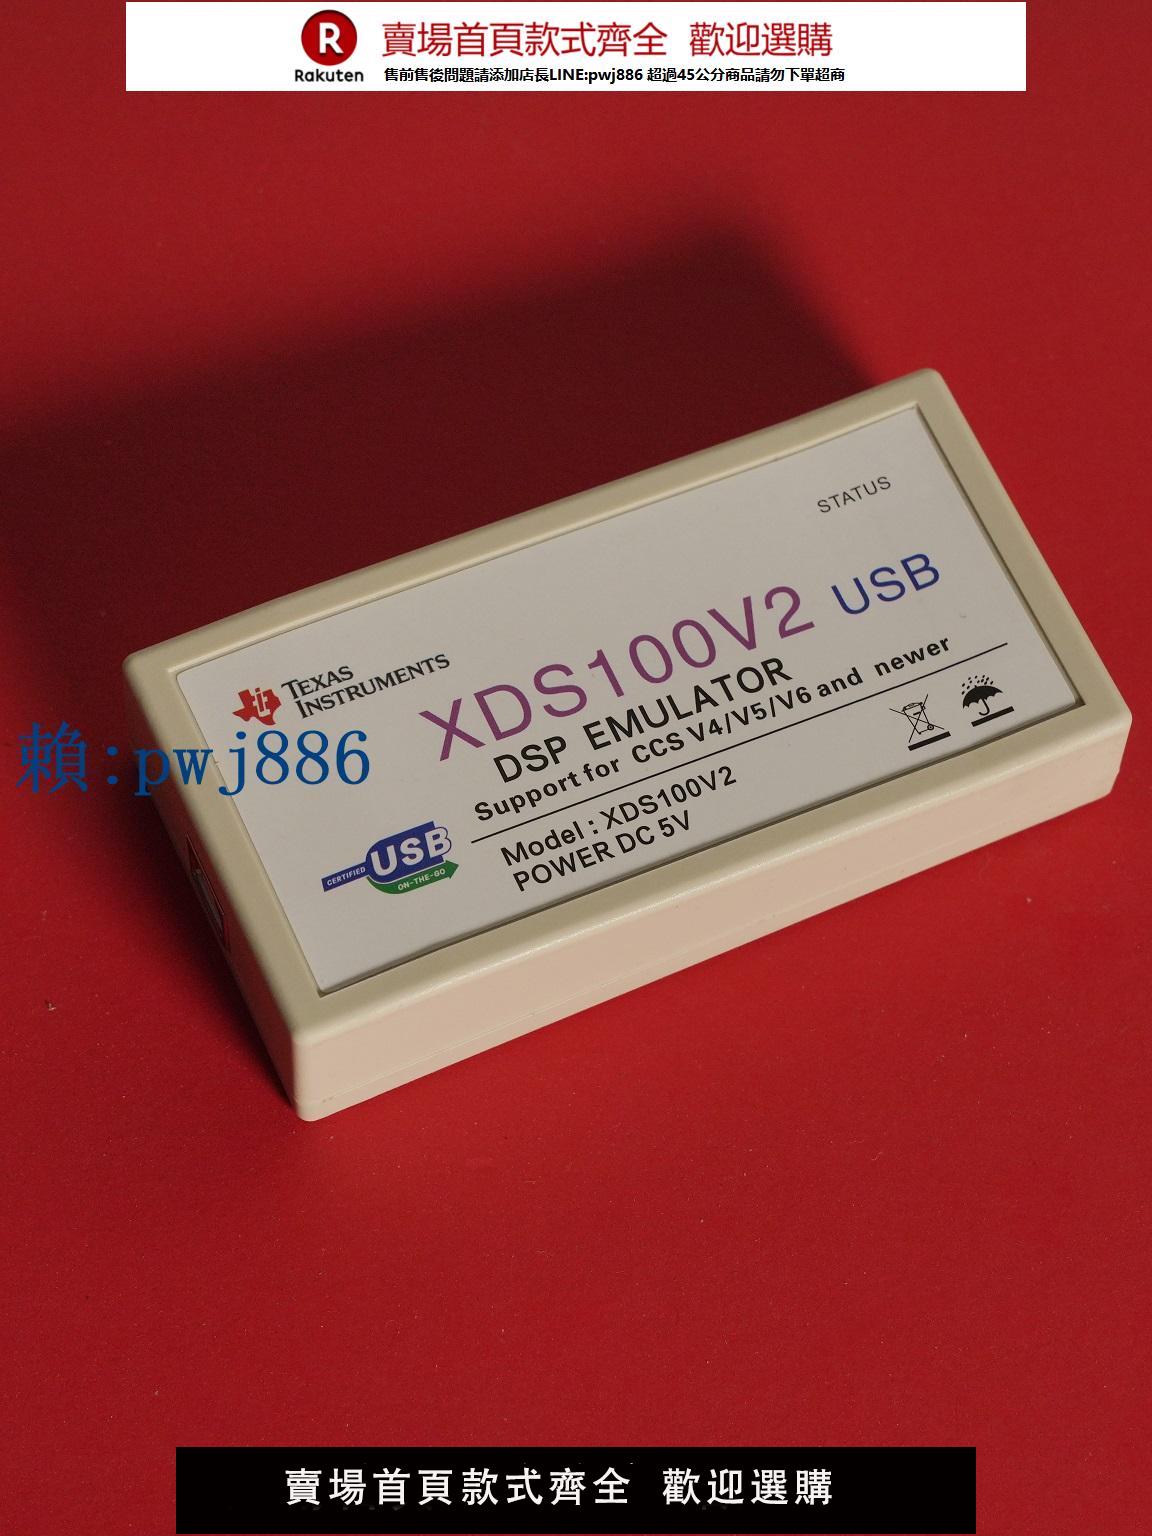 R
Rakuten
賣場首頁款式齊全 歡迎選購
售前售後問題請添加店長LINE:pwj886 超過45公分商品請勿下單超商
STATUS
TEXAS
INSTRUMENTS
XDS100V2 USB
DSP EMULATOR
Support for CCS V4/V5/V6 and newer
賴:pwj886
Model : XDS100V2
POWER DC 5V
CERTIFIED USB
ON-THE-GO
賣場首頁款式齊全 歡迎選購